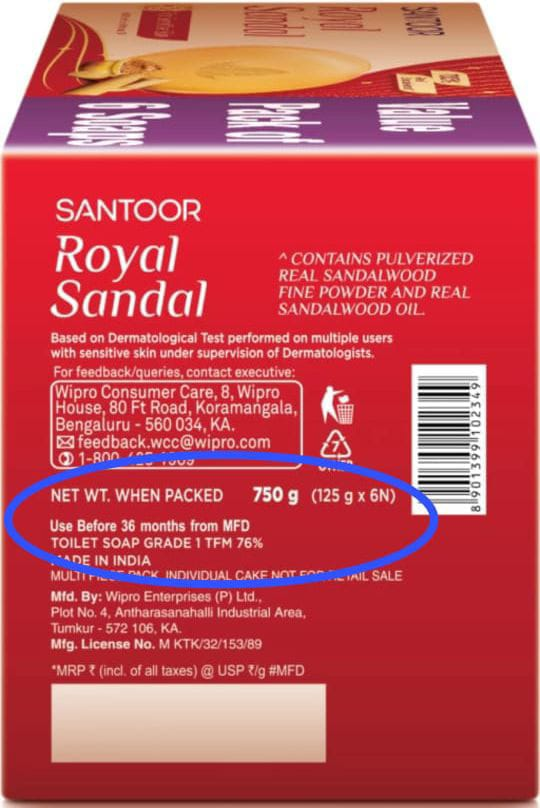 SANTOOR
Royal
Sandal
Value
Pack of
6 Soaps
SANTOOR
Royal
Sandal
^ CONTAINS PULVERIZED
REAL SANDALWOOD
FINE POWDER AND REAL
SANDALWOOD OIL.
Based on Dermatological Test performed on multiple users
with sensitive skin under supervision of Dermatologists.
For feedback/queries, contact executive:
Wipro Consumer Care, 8, Wipro
House, 80 Ft Road, Koramangala,
Bengaluru - 560 034, KA.
feedback.wcc@wipro.com
1-800
7
8 901399 102349
NET WT. WHEN PACKED 750 g (125 g x 6N)
Use Before 36 months from MFD
TOILET SOAP GRADE 1 TFM 76%
MADE IN INDIA
MULTI PIECE PACK, INDIVIDUAL CAKE NOT FOR RETAIL SALE
Mfd. By: Wipro Enterprises (P) Ltd.,
Plot No. 4, Antharasanahalli Industrial Area,
Tumkur - 572 106, KA.
Mfg. License No. M KTK/32/153/89
*MRP ₹ (incl. of all taxes) @ USP ₹/g #MFD